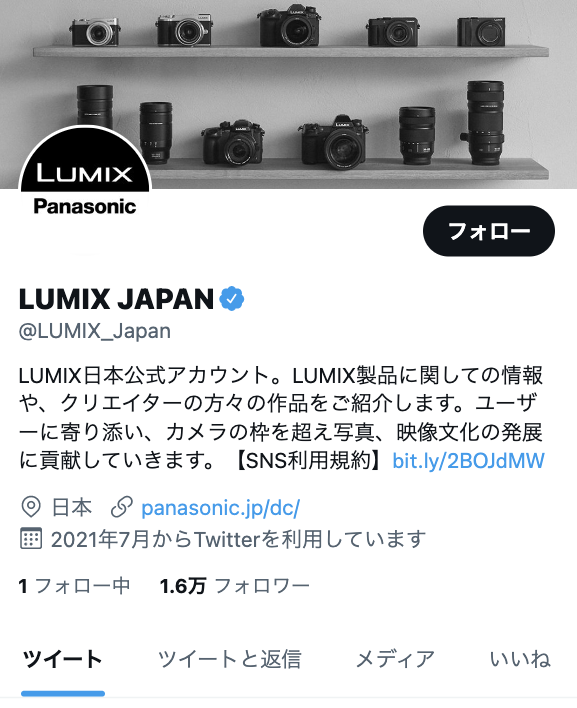 LUMIX
Panasonic
フォロー
LUMIX JAPAN
@LUMIX_Japan
LUMIX日本公式アカウント。LUMIX製品に関しての情報
や、クリエイターの方々の作品をご紹介します。ユーザ
ーに寄り添い、カメラの枠を超え写真、映像文化の発展
に貢献していきます。【SNS利用規約】bit.ly/2BOJdMW
日本 panasonic.jp/dc/
2021年7月からTwitterを利用しています
1 フォロー中 1.6万 フォロワー
ツイート ツイートと返信 メディア いいね